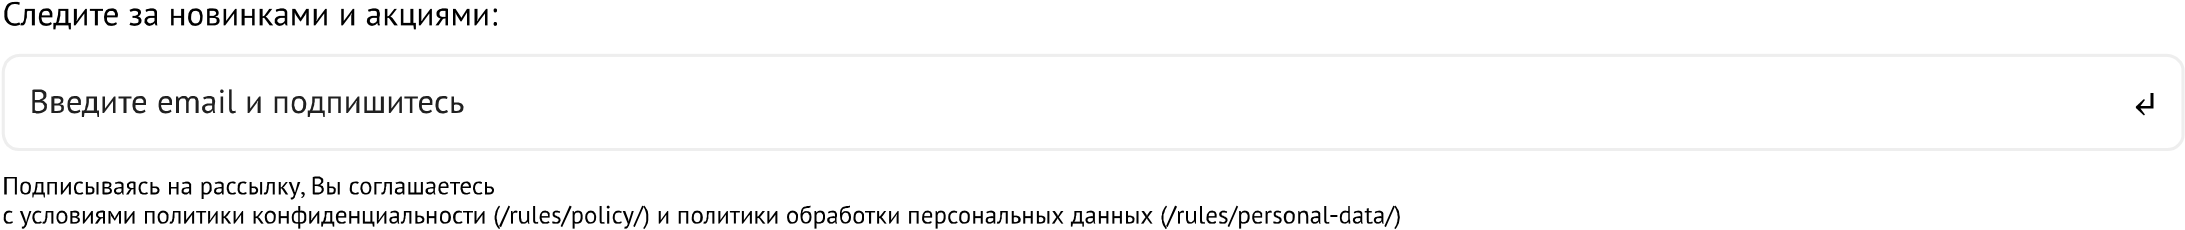 Следите за новинками и акциями:
Введите email и подпишитесь
Подписываясь на рассылку, Вы соглашаетесь
с условиями политики конфиденциальности (/rules/policy/) и политики обработки персональных данных (/rules/personal-data/)